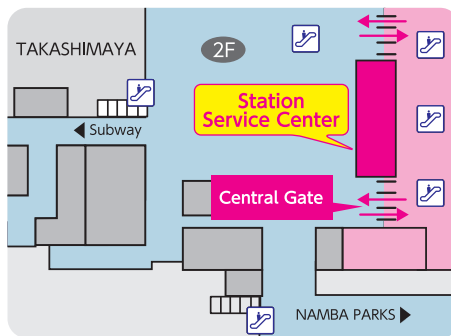 TAKASHIMAYA
2F
Station
Service Center
Subway
Central Gate
NAMBA PARKS